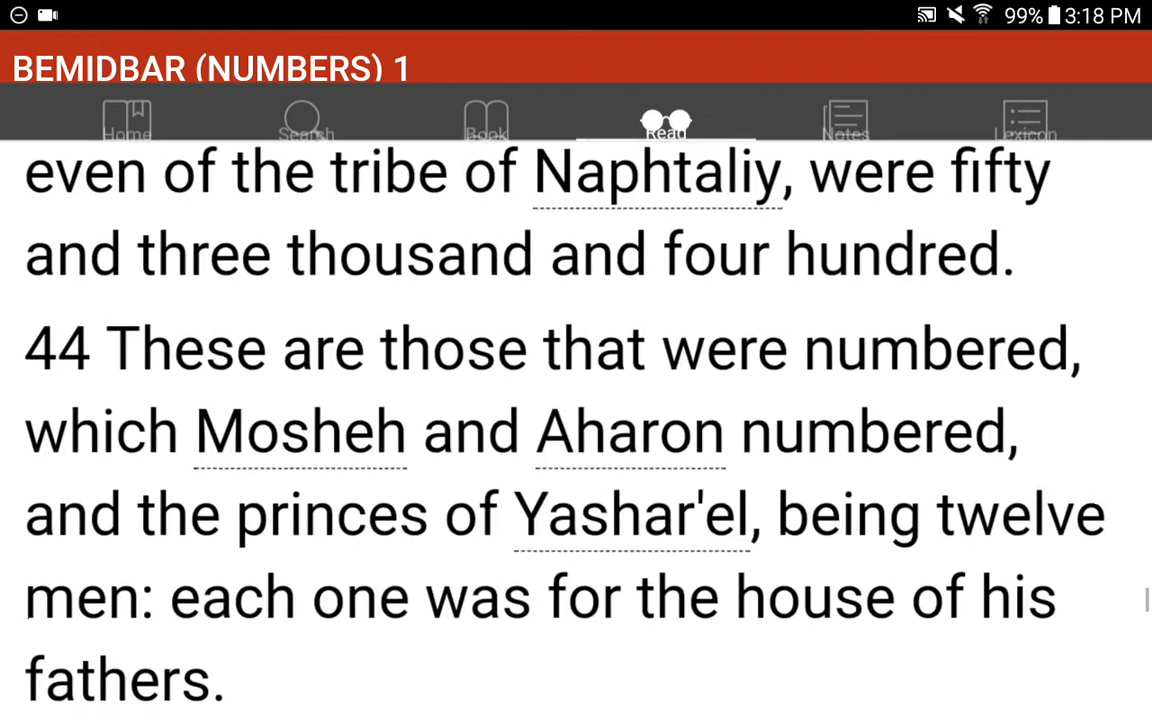 99% 3:18 PM
BEMIDBAR (NUMBERS) 1
Home Search Book Read Notes Lexicon
even of the tribe of Naphtaliy, were fifty
and three thousand and four hundred.
44 These are those that were numbered,
which Mosheh and Aharon numbered,
and the princes of Yashar'el, being twelve
men: each one was for the house of his
fathers.